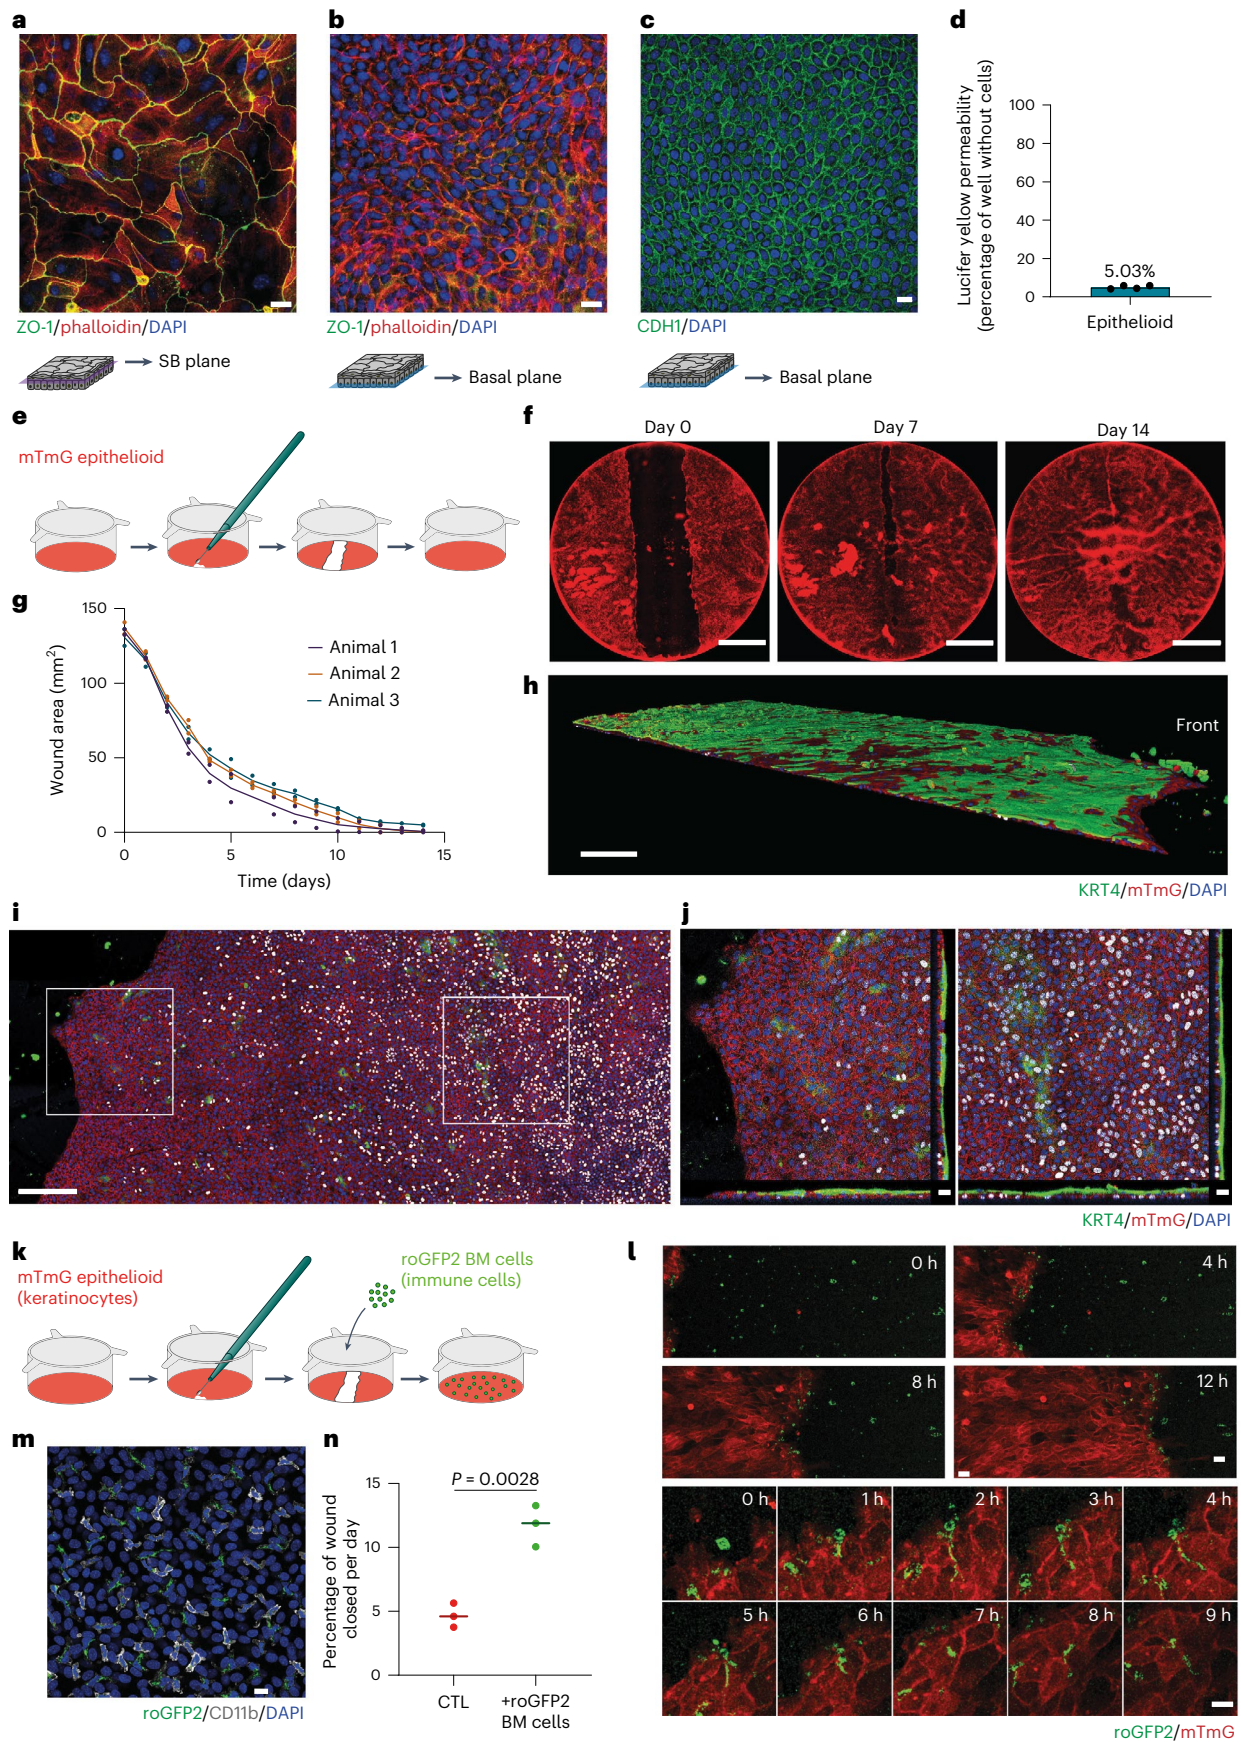 a
b
c
d
ZO-1/phalloidin/DAPI
ZO-1/phalloidin/DAPI
CDH1/DAPI
SB plane
Basal plane
Basal plane
Lucifer yellow permeability
(percentage of well without cells)
100
80
60
40
20
0
5.03%
Epithelioid
e
mTmG epithelioid
f
Day 0
Day 7
Day 14
g
Wound area (mm²)
150
100
50
0
0
5
10
15
Time (days)
Animal 1
Animal 2
Animal 3
h
Front
KRT4/mTmG/DAPI
i
j
KRT4/mTmG/DAPI
k
mTmG epithelioid
(keratinocytes)
roGFP2 BM cells
(immune cells)
l
0 h
4 h
8 h
12 h
0 h
1 h
2 h
3 h
4 h
5 h
6 h
7 h
8 h
9 h
roGFP2/mTmG
m
roGFP2/CD11b/DAPI
n
Percentage of wound
closed per day
15
10
5
0
P = 0.0028
CTL
+roGFP2
BM cells